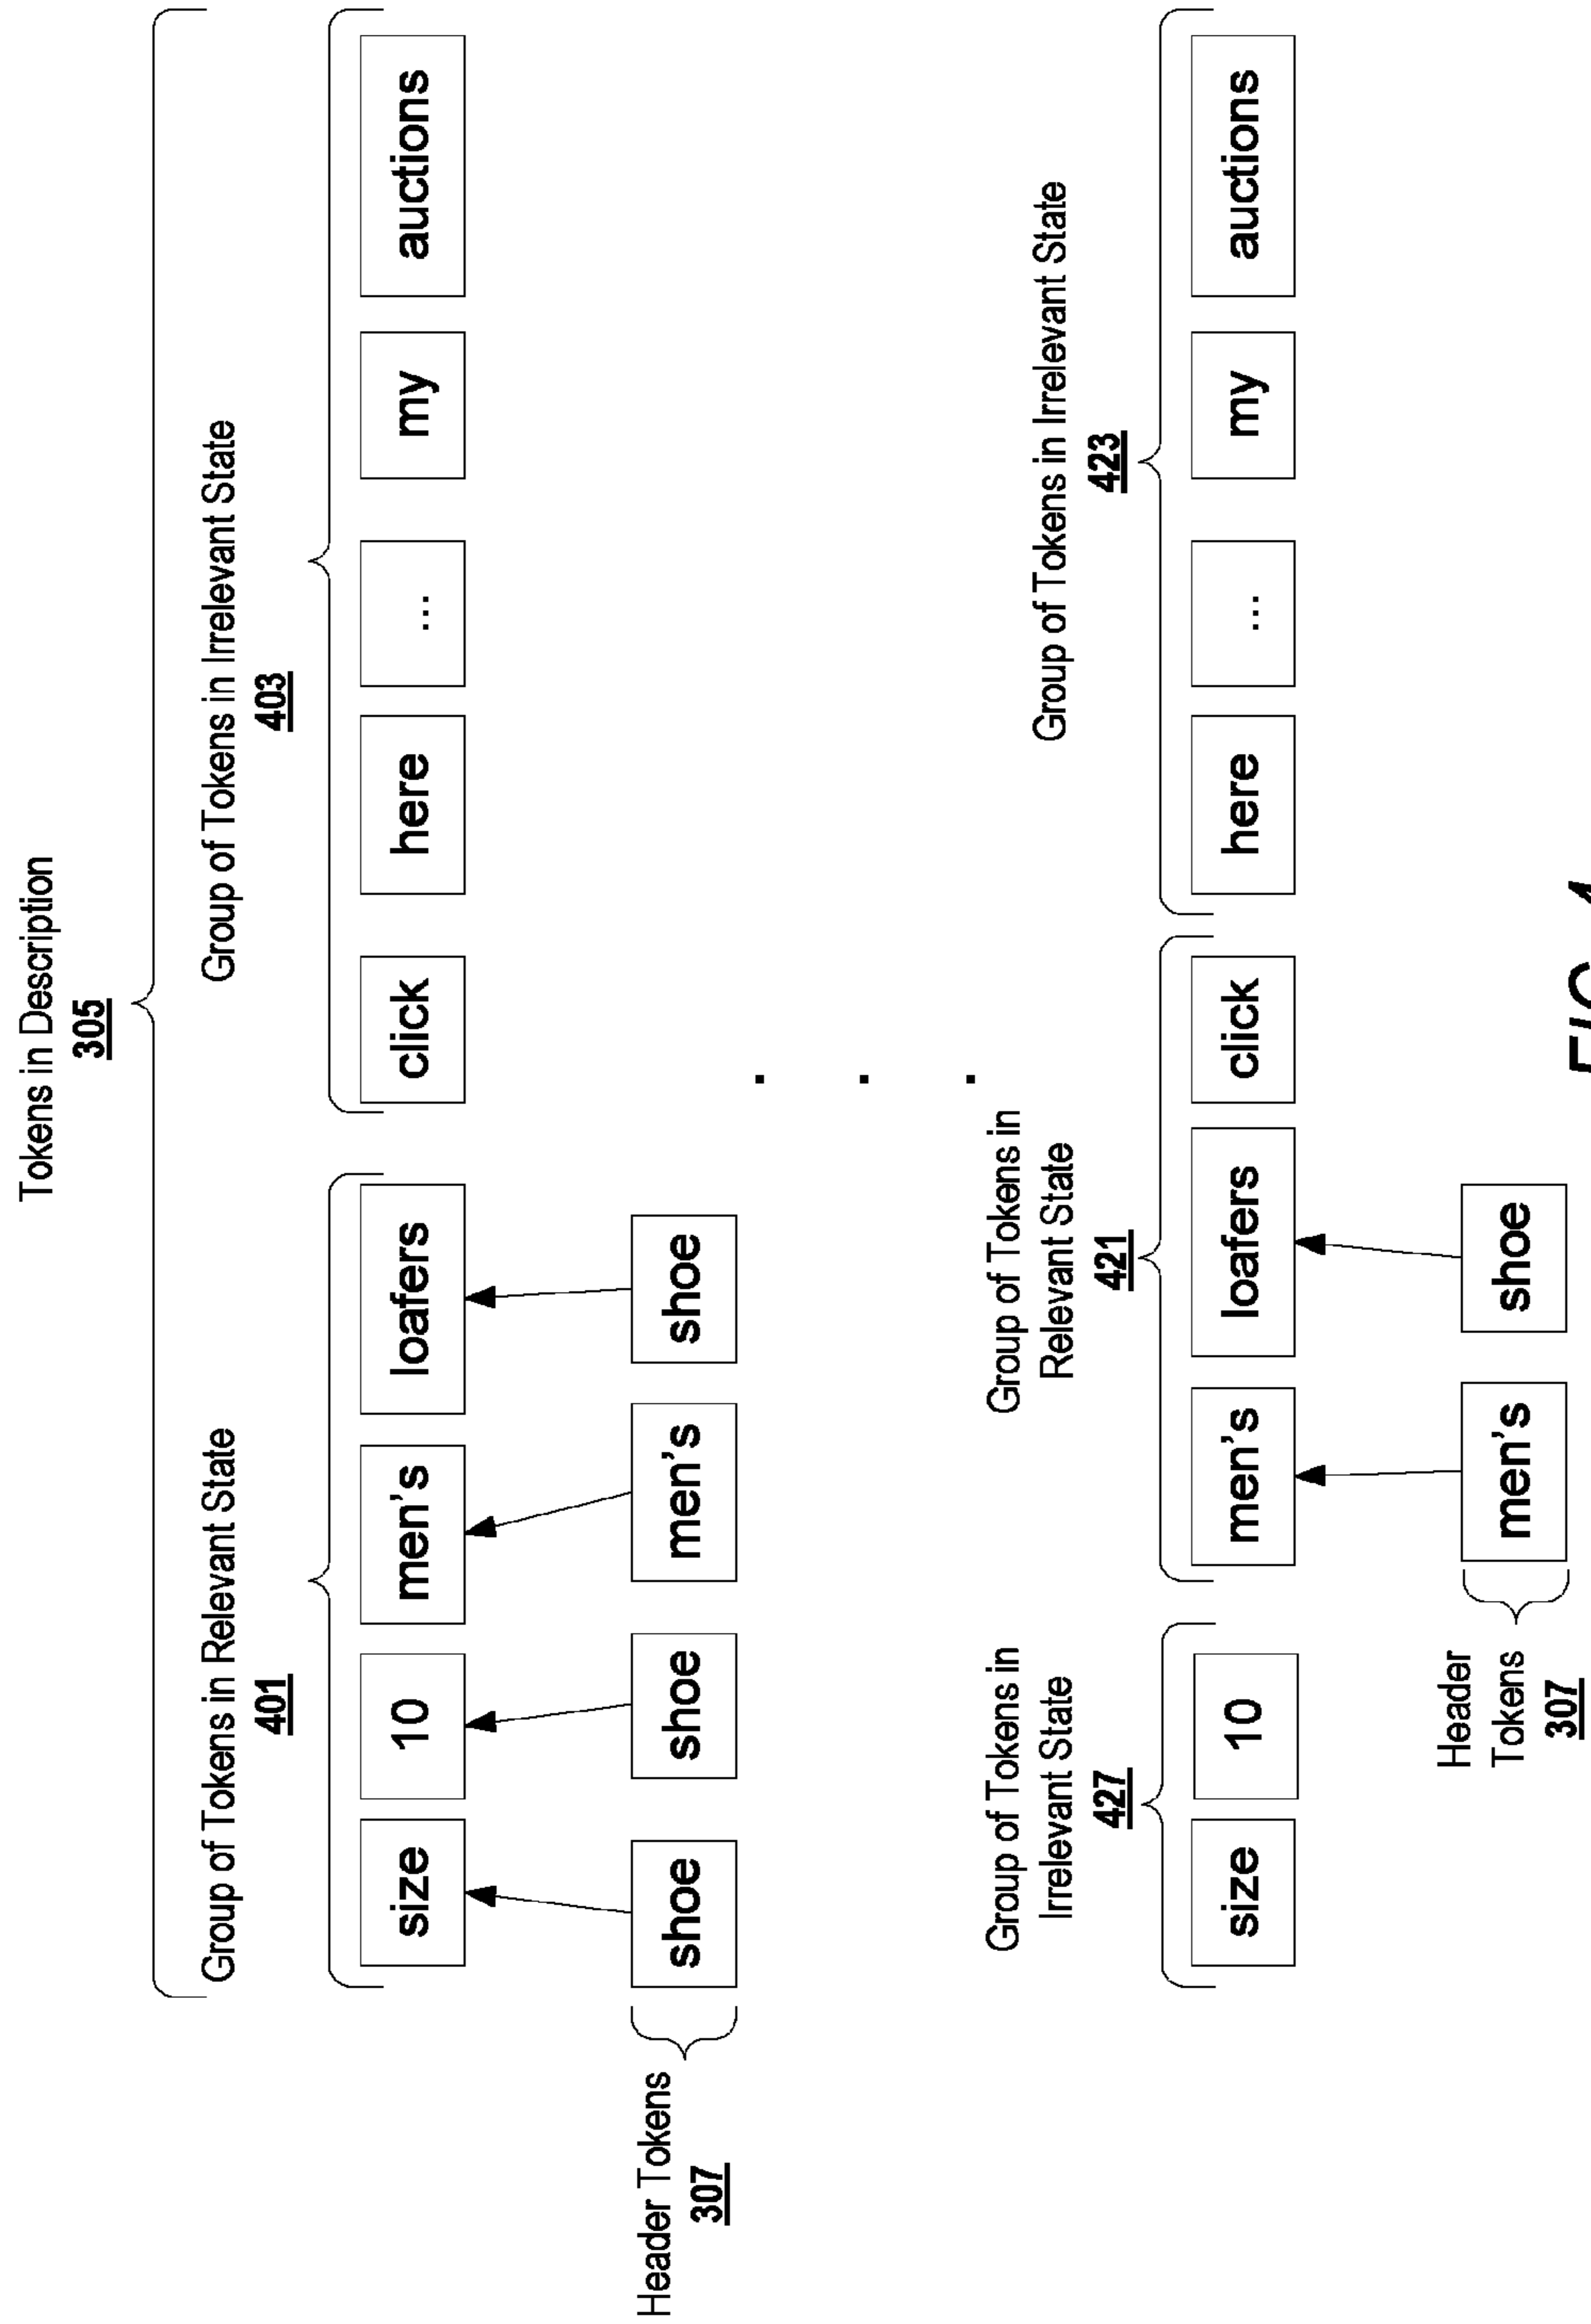 Tokens in Description
305
Group of Tokens in Relevant State
401
Group of Tokens in Irrelevant State
403
size 10 men's loafers click here ... my auctions
Header Tokens
307
shoe shoe men's shoe
.
.
.
Group of Tokens in
Irrelevant State
427
Group of Tokens in
Relevant State
421
Group of Tokens in Irrelevant State
423
size 10 men's loafers click here ... my auctions
Header
Tokens
307
men's shoe